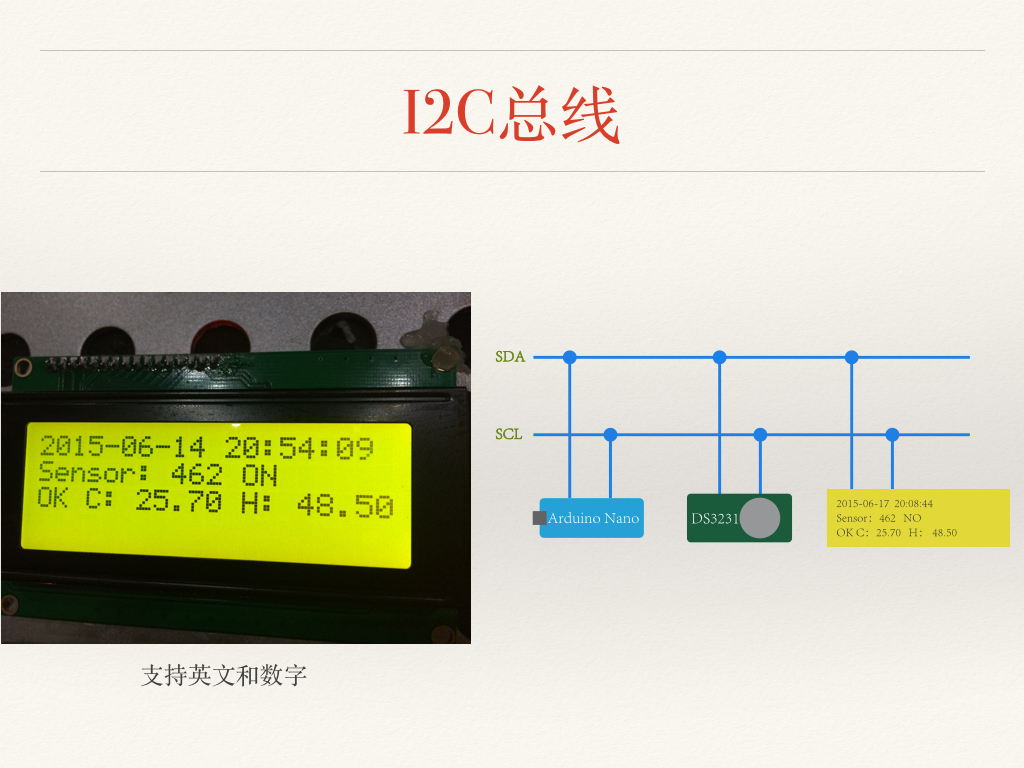 I2C总线
2015-06-14 20:54:09
Sensor: 462 ON
OK C: 25.70 H: 48.50
支持英文和数字
SDA
SCL
Arduino Nano
DS3231
2015-06-17 20:08:44
Sensor: 462 NO
OK C: 25.70 H: 48.50